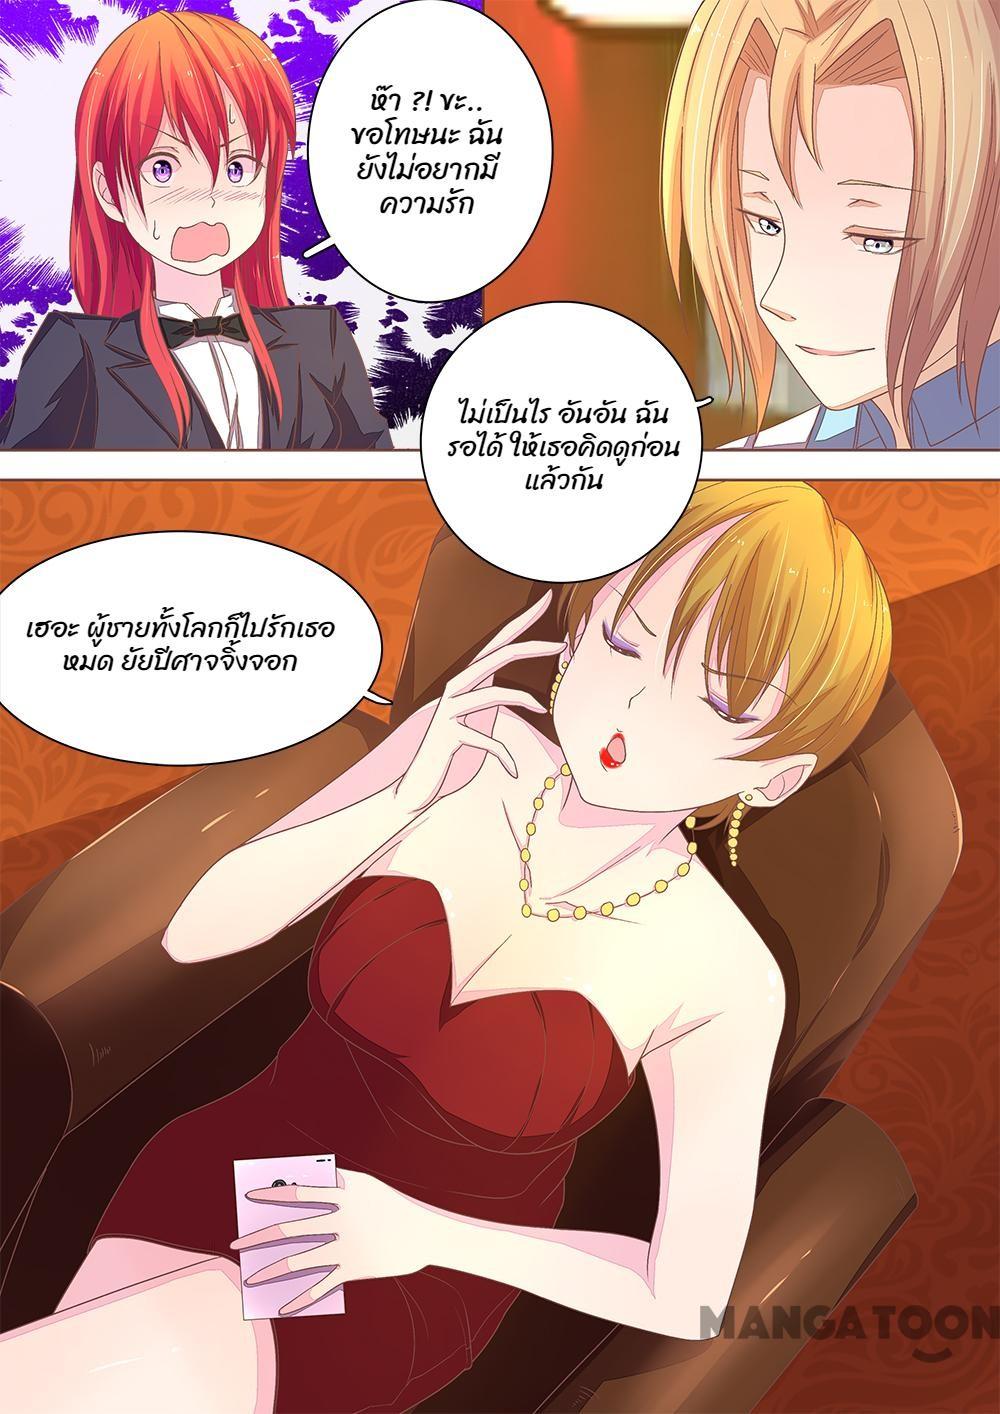 ห๊า ?! ขะ..
ขอโทษนะ ฉัน
ยังไม่อยากมี
ความรัก
ไม่เป็นไร อันอัน ฉัน
รอได้ ให้เธอคิดดูก่อน
แล้วกัน
เฮอะ ผู้ชายทั้งโลกก็ไปรักเธอ
หมด ยัยปีศาจจิ้งจอก
MANGATOON